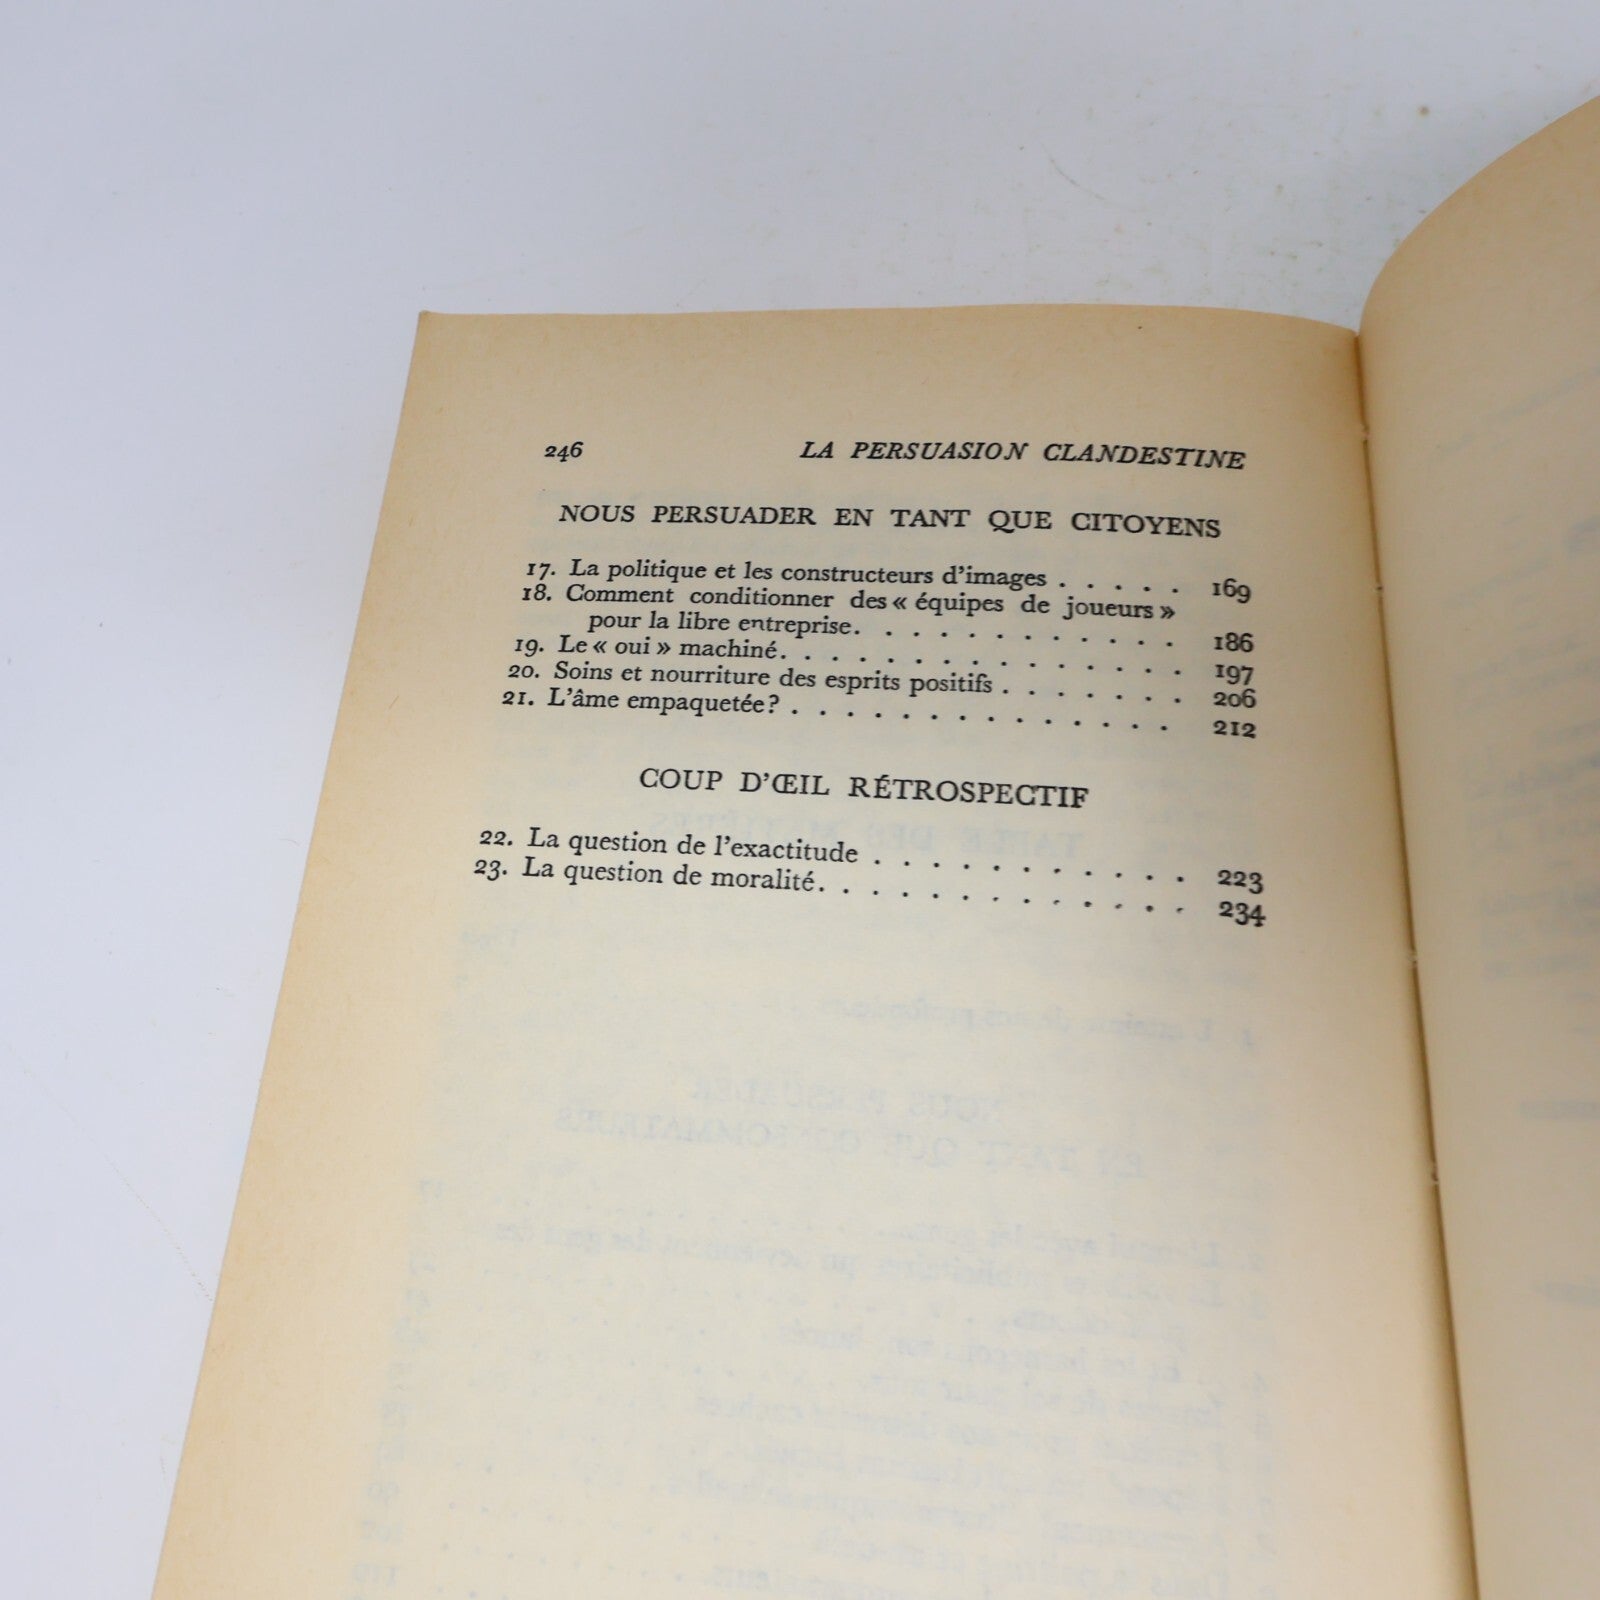 246 LA PERSUASION CLANDESTINE
NOUS PERSUADER EN TANT QUE CITOYENS
17. La politique et les constructeurs d'images . . . . . 169
18. Comment conditionner des « équipes de joueurs »
pour la libre entreprise. . . . . . . . . . . . 186
19. Le « oui » machiné. . . . . . . . . . . . . . . 197
20. Soins et nourriture des esprits positifs . . . . . . . 206
21. L'âme empaquetée? . . . . . . . . . . . . . . 212
COUP D'ŒIL RÉTROSPECTIF
22. La question de l'exactitude . . . . . . . . . . . 223
23. La question de moralité. . . . . . . . . . . . . 234